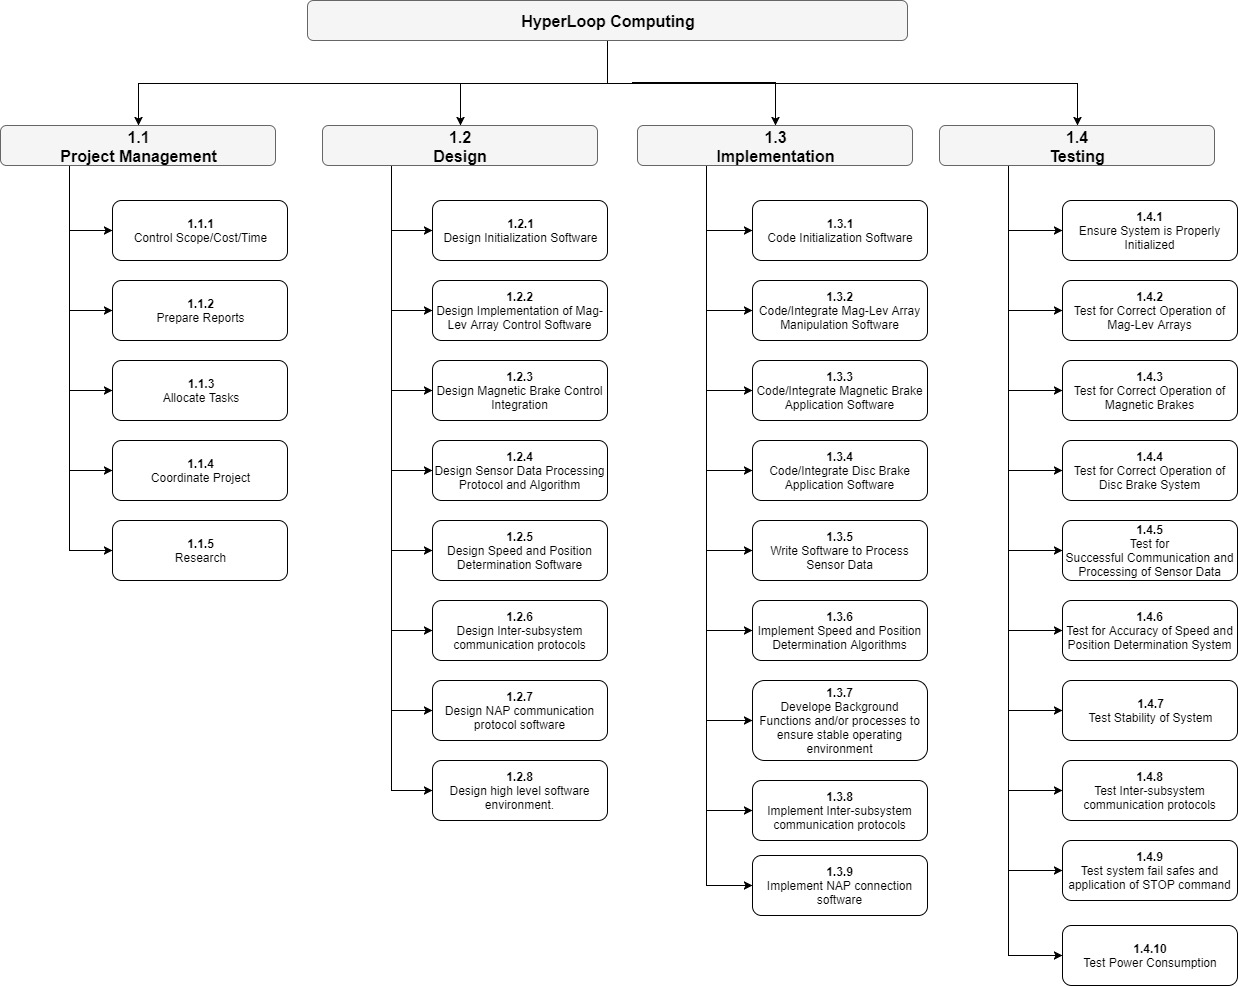 HyperLoop Computing
1.1
Project Management
1.1.1
Control Scope/Cost/Time
1.1.2
Prepare Reports
1.1.3
Allocate Tasks
1.1.4
Coordinate Project
1.1.5
Research
1.2
Design
1.2.1
Design Initialization Software
1.2.2
Design Implementation of Mag-
Lev Array Control Software
1.2.3
Design Magnetic Brake Control
Integration
1.2.4
Design Sensor Data Processing
Protocol and Algorithm
1.2.5
Design Speed and Position
Determination Software
1.2.6
Design Inter-subsystem
communication protocols
1.2.7
Design NAP communication
protocol software
1.2.8
Design high level software
environment.
1.3
Implementation
1.3.1
Code Initialization Software
1.3.2
Code/Integrate Mag-Lev Array
Manipulation Software
1.3.3
Code/Integrate Magnetic Brake
Application Software
1.3.4
Code/Integrate Disc Brake
Application Software
1.3.5
Write Software to Process
Sensor Data
1.3.6
Implement Speed and Position
Determination Algorithms
1.3.7
Develope Background
Functions and/or processes to
ensure stable operating
environment
1.3.8
Implement Inter-subsystem
communication protocols
1.3.9
Implement NAP connection
software
1.4
Testing
1.4.1
Ensure System is Properly
Initialized
1.4.2
Test for Correct Operation of
Mag-Lev Arrays
1.4.3
Test for Correct Operation of
Magnetic Brakes
1.4.4
Test for Correct Operation of
Disc Brake System
1.4.5
Test for
Successful Communication and
Processing of Sensor Data
1.4.6
Test for Accuracy of Speed and
Position Determination System
1.4.7
Test Stability of System
1.4.8
Test Inter-subsystem
communication protocols
1.4.9
Test system fail safes and
application of STOP command
1.4.10
Test Power Consumption